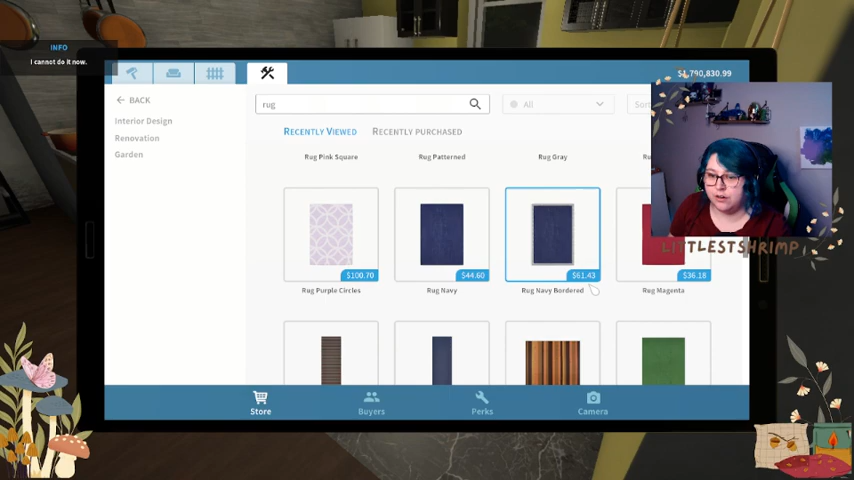 INFO
I cannot do it now.
$1,790,830.99
BACK
rug
All
Sort
Interior Design
Renovation
Garden
RECENTLY VIEWED
RECENTLY PURCHASED
Rug Pink Square
Rug Patterned
Rug Gray
$100.70
$44.60
$61.43
$36.18
Rug Purple Circles
Rug Navy
Rug Navy Bordered
Rug Magenta
LITTLESTSHRIMP
Store
Buyers
Perks
Camera